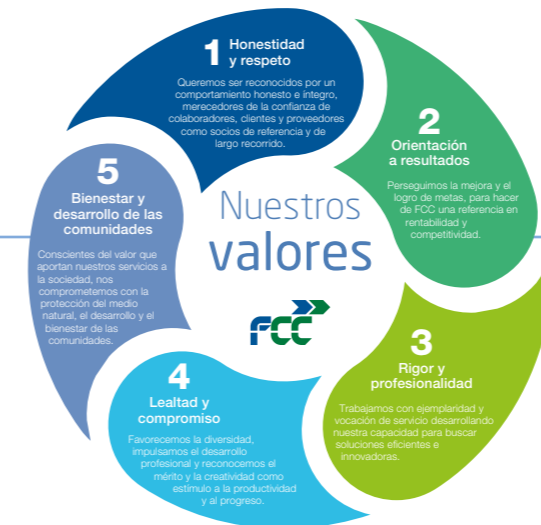 1 Honestidad
y respeto
Queremos ser reconocidos por un
comportamiento honesto e íntegro,
merecedores de la confianza de
colaboradores, clientes y proveedores
como socios de referencia y de
largo recorrido.
2
Orientación
a resultados
Perseguimos la mejora y el
logro de metas, para hacer
de FCC una referencia en
rentabilidad y
competitividad.
3
Rigor y
profesionalidad
Trabajamos con ejemplaridad y
vocación de servicio desarrollando
nuestra capacidad para buscar
soluciones eficientes e
innovadoras.
4
Lealtad y
compromiso
Favorecemos la diversidad,
impulsamos el desarrollo
profesional y reconocemos el
mérito y la creatividad como
estímulo a la productividad
y al progreso.
5
Bienestar y
desarrollo de las
comunidades
Conscientes del valor que
aportan nuestros servicios a
la sociedad, nos
comprometemos con la
protección del medio
natural, el desarrollo y el
bienestar de las
comunidades.
Nuestros
valores
FCC